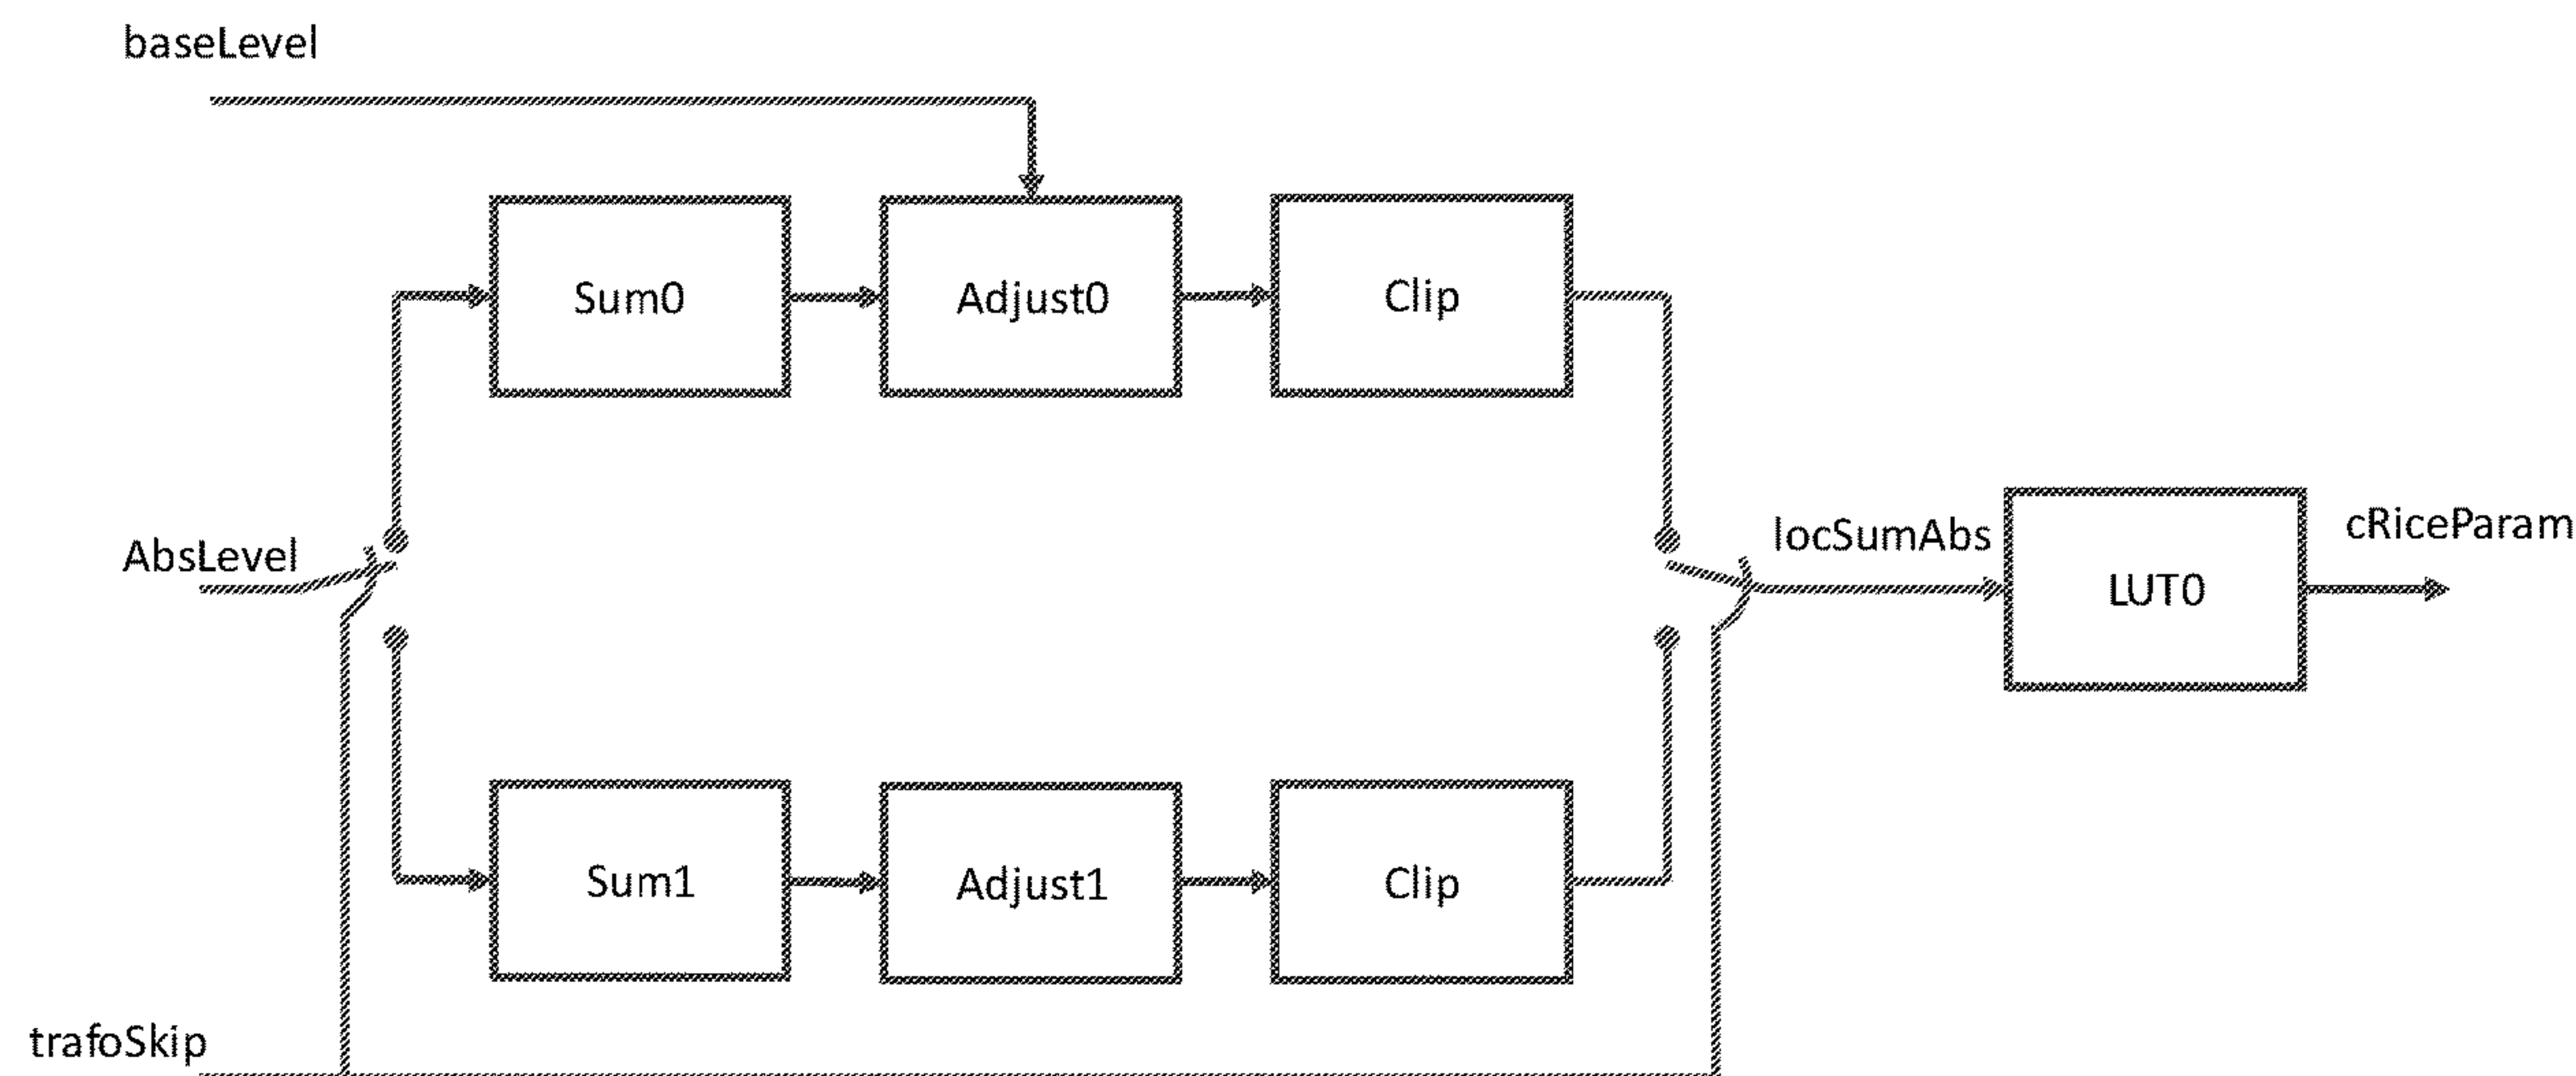 baseLevel
Sum0
Adjust0
Clip
AbsLevel
locSumAbs
LUT0
cRiceParam
Sum1
Adjust1
Clip
trafoSkip